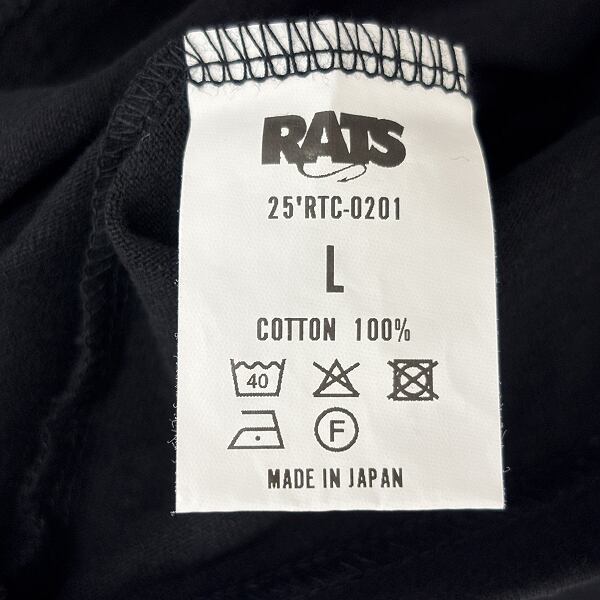 RATS
25'RTC-0201
L
COTTON 100%
40
F
MADE IN JAPAN